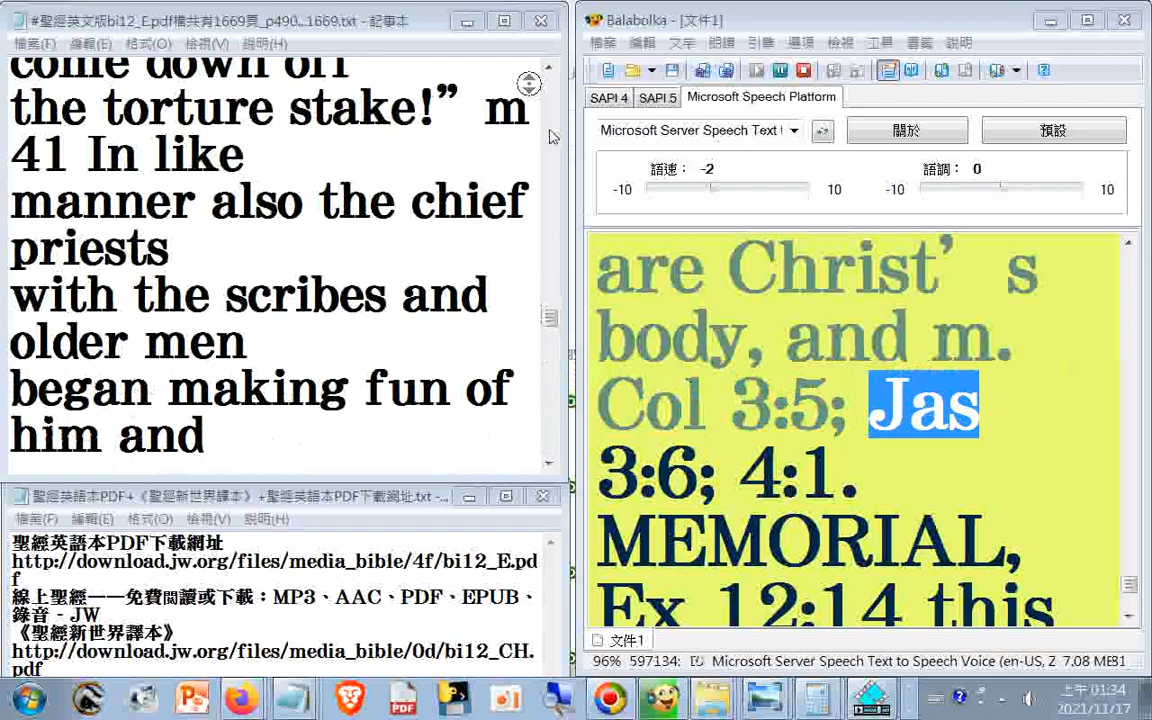 #聖經英文版bi12_E.pdf檔共有1669頁_p490...1669.txt - 記事本
檔案(F) 編輯(E) 格式(O) 檢視(V) 說明(H)
come down off
the torture stake!” m
41 In like
manner also the chief
priests
with the scribes and
older men
began making fun of
him and
聖經英語本PDF+《聖經新世界譯本》+聖經英語本PDF下載網址.txt -...
檔案(F) 編輯(E) 格式(O) 檢視(V) 說明(H)
聖經英語本PDF下載網址
http://download.jw.org/files/media_bible/4f/bi12_E.pd
f
線上聖經——免費閱讀或下載：MP3、AAC、PDF、EPUB、
錄音 - JW
《聖經新世界譯本》
http://download.jw.org/files/media_bible/0d/bi12_CH.
pdf
Balabolka - [文件1]
檔案 編輯 文字 朗讀 引擎 選項 檢視 工具 書籤 說明
SAPI 4 SAPI 5 Microsoft Speech Platform
Microsoft Server Speech Text 關於 預設
語速： -2 語調： 0
-10 10 -10 10
are Christ’s
body, and m.
Col 3:5; Jas
3:6; 4:1.
MEMORIAL,
Ex 12:14 this
文件1
96% 597134: Microsoft Server Speech Text to Speech Voice (en-US, Z 7.08 MB
上午 01:34
2021/11/17